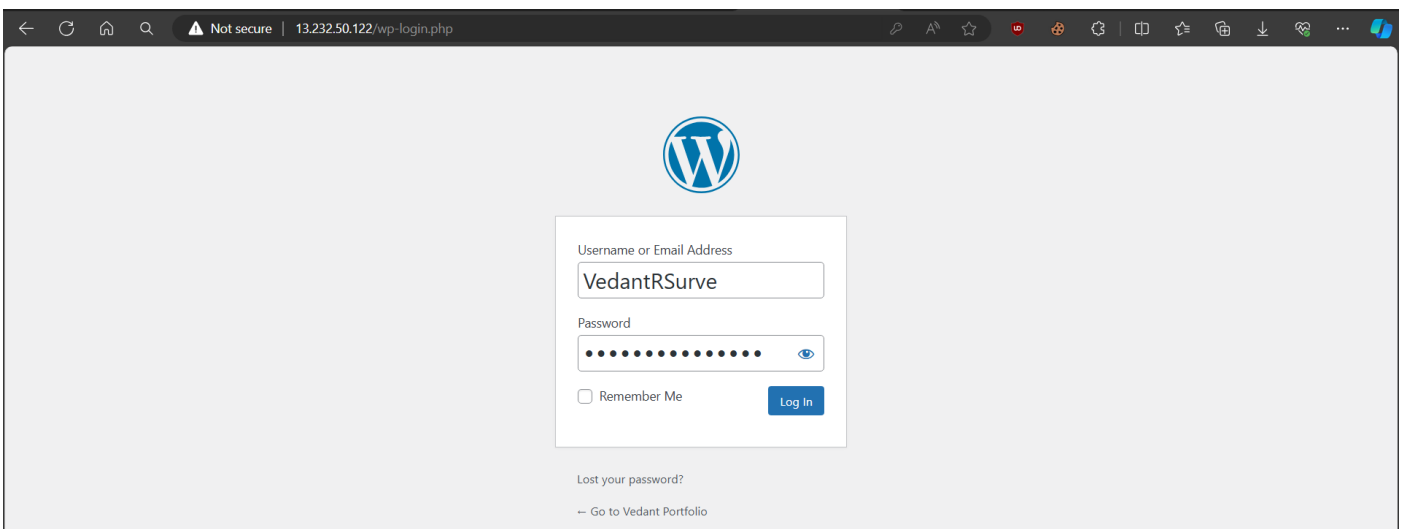 Not secure | 13.232.50.122/wp-login.php
Username or Email Address
VedantRSurve
Password
Remember Me
Log In
Lost your password?
← Go to Vedant Portfolio